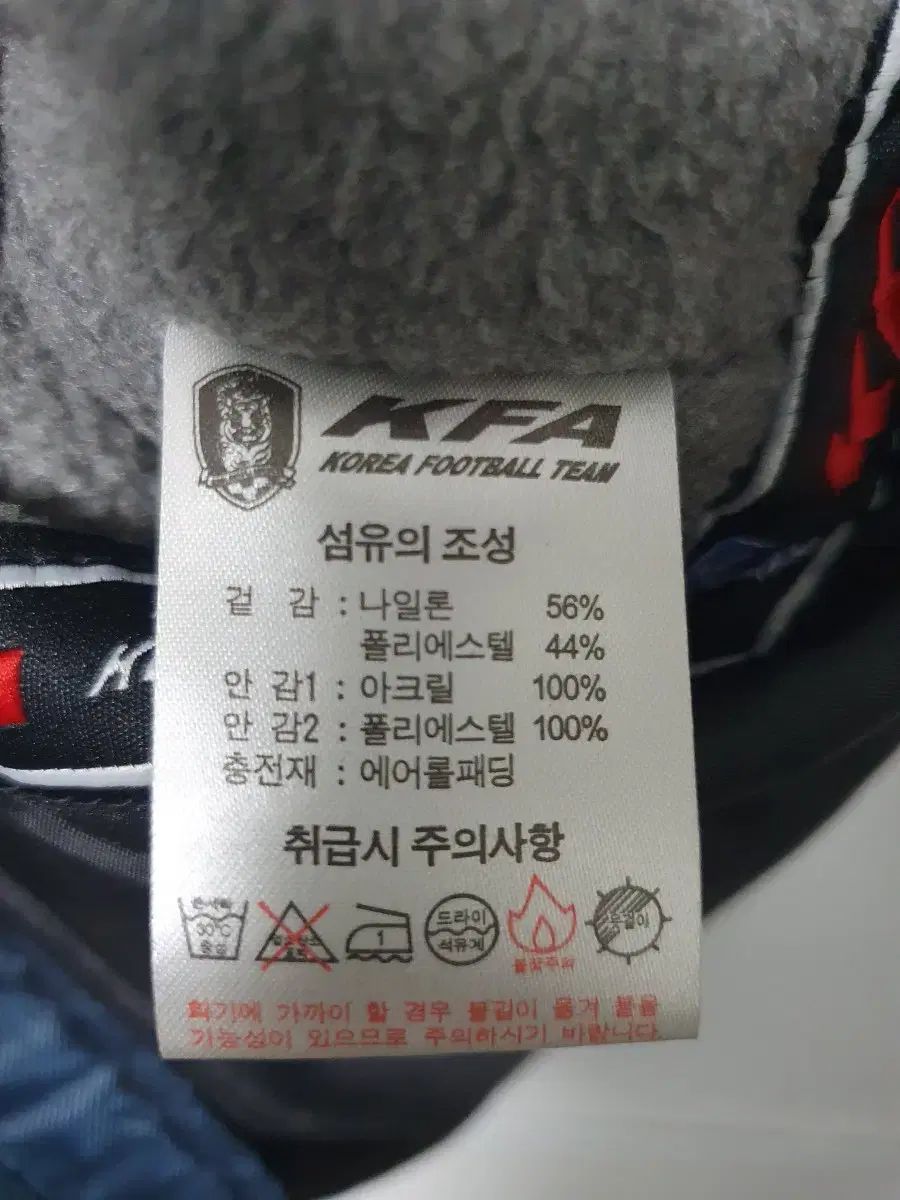 KFA
KOREA FOOTBALL TEAM
섬유의 조성
겉 감 : 나일론 56%
폴리에스텔 44%
안 감1 : 아크릴 100%
안 감2 : 폴리에스텔 100%
충전재 : 에어롤패딩
취급시 주의사항
30℃
중성
1
드라이
석유계
불꽃주의
화기에 가까이 할 경우 불길이 옮겨 붙을
가능성이 있으므로 주의하시기 바랍니다.